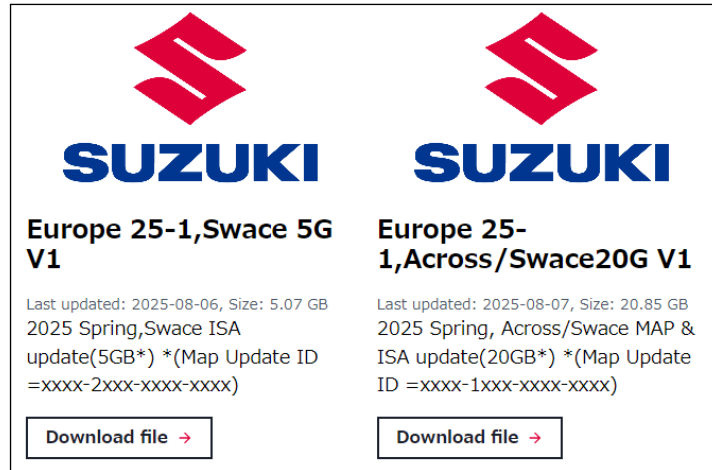 SUZUKI
Europe 25-1,Swace 5G
V1
Last updated: 2025-08-06, Size: 5.07 GB
2025 Spring,Swace ISA
update(5GB*) *(Map Update ID
=xxxx-2xxx-xxxx-xxxx)
Download file →
SUZUKI
Europe 25-
1,Across/Swace20G V1
Last updated: 2025-08-07, Size: 20.85 GB
2025 Spring, Across/Swace MAP &
ISA update(20GB*) *(Map Update
ID =xxxx-1xxx-xxxx-xxxx)
Download file →